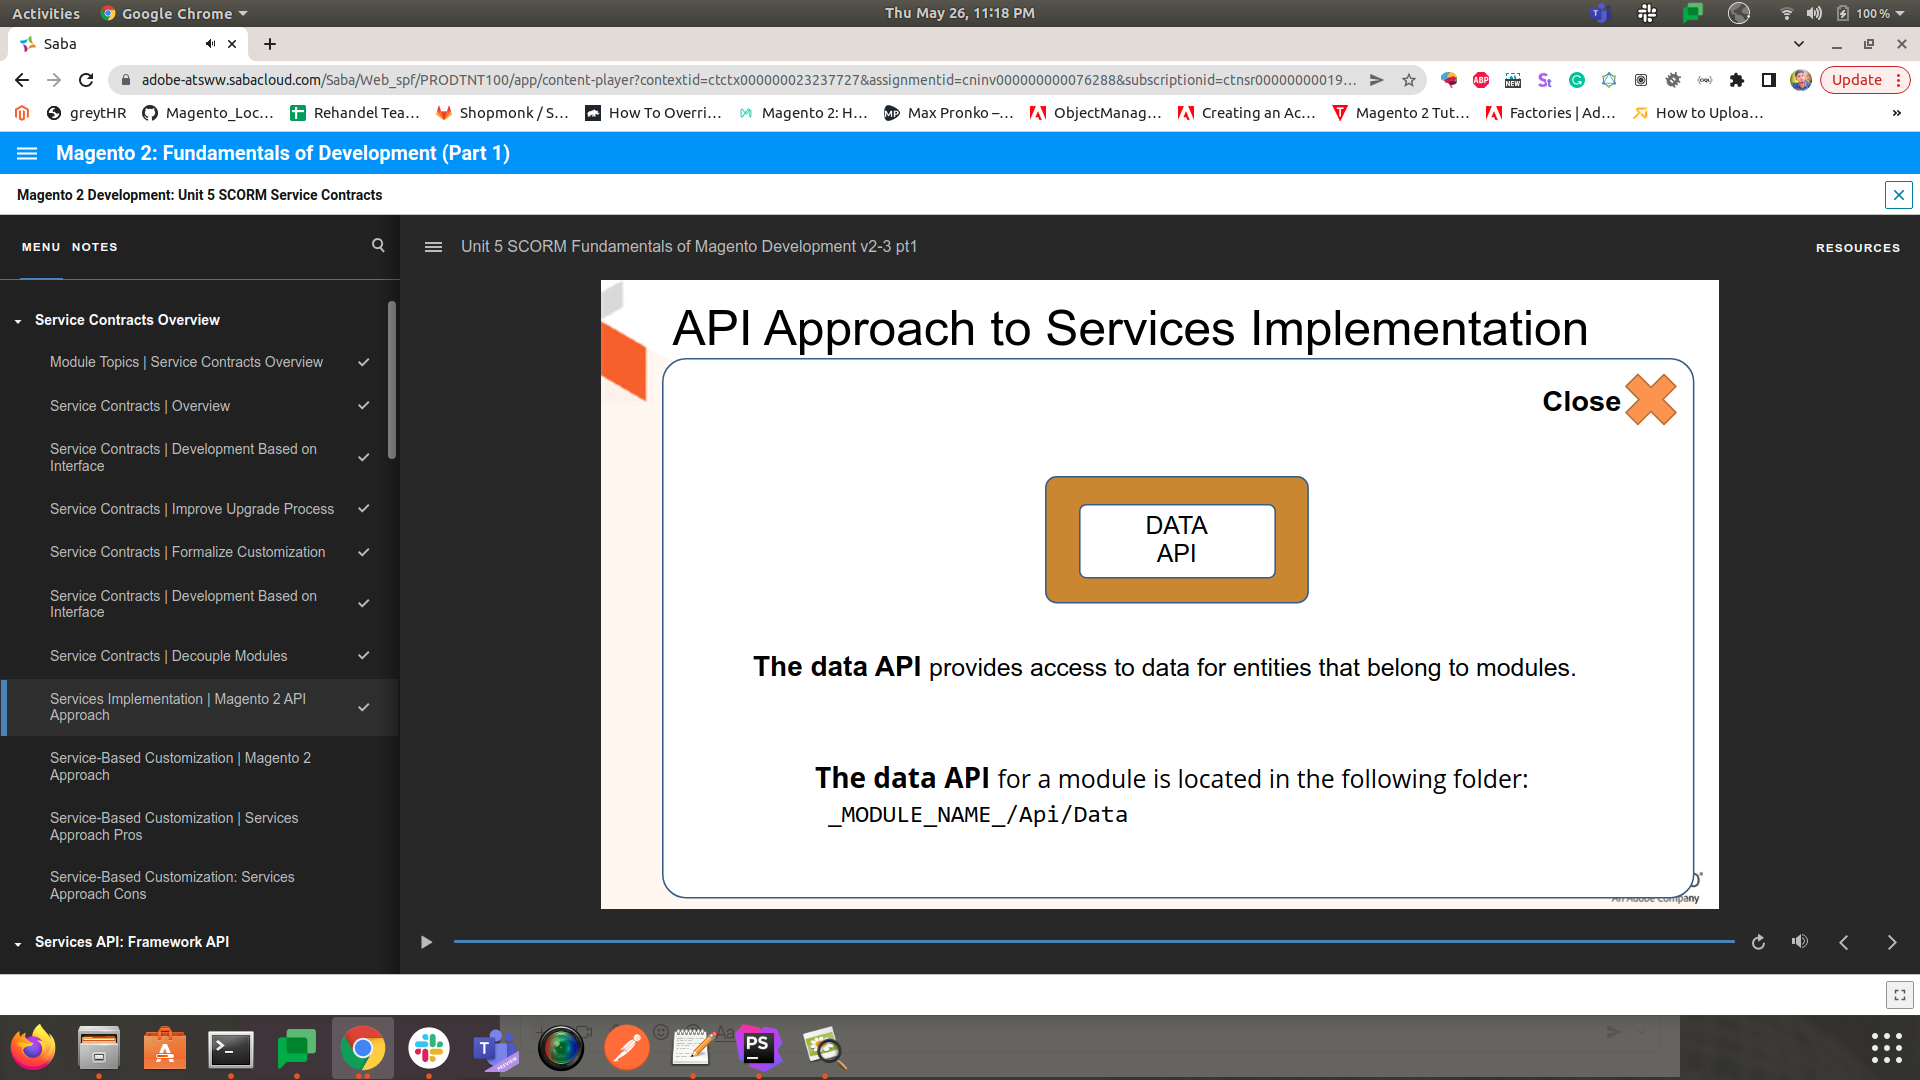 Activities
Google Chrome
Thu May 26, 11:18 PM
100 %
Saba
adobe-atsww.sabacloud.com/Saba/Web_spf/PRODTNT100/app/content-player?contextid=ctctx000000023237727&assignmentid=cninv000000000076288&subscriptionid=ctnsr00000000019...
ABP
NEW
Update
greytHR
Magento_Loc...
Rehandel Tea...
Shopmonk / S...
How To Overri...
Magento 2: H...
Max Pronko –...
ObjectManag...
Creating an Ac...
Magento 2 Tut...
Factories | Ad...
How to Uploa...
»
Magento 2: Fundamentals of Development (Part 1)
Magento 2 Development: Unit 5 SCORM Service Contracts
MENU
NOTES
Unit 5 SCORM Fundamentals of Magento Development v2-3 pt1
RESOURCES
Service Contracts Overview
Module Topics | Service Contracts Overview
Service Contracts | Overview
Service Contracts | Development Based on
Interface
Service Contracts | Improve Upgrade Process
Service Contracts | Formalize Customization
Service Contracts | Development Based on
Interface
Service Contracts | Decouple Modules
Services Implementation | Magento 2 API
Approach
Service-Based Customization | Magento 2
Approach
Service-Based Customization | Services
Approach Pros
Service-Based Customization: Services
Approach Cons
Services API: Framework API
API Approach to Services Implementation
Close
DATA
API
The data API provides access to data for entities that belong to modules.
The data API for a module is located in the following folder:
_MODULE_NAME_/Api/Data
An Adobe Company
PS